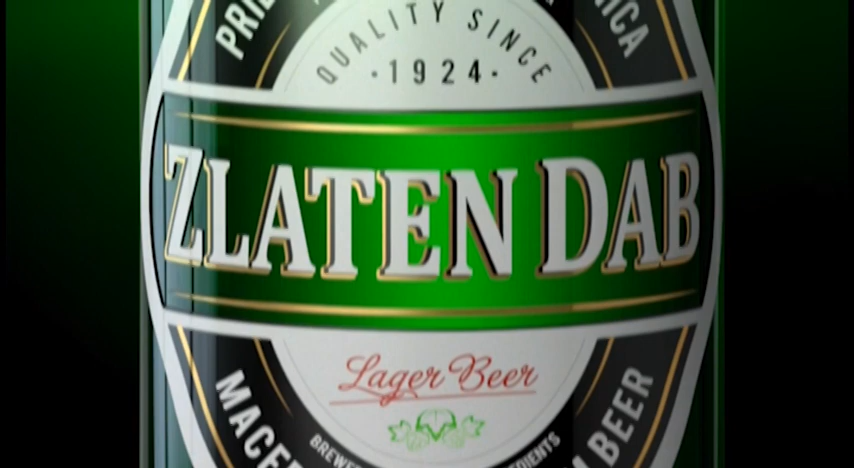 QUALITY SINCE
·1924·
ZLATEN DAB
Lager Beer
BEER